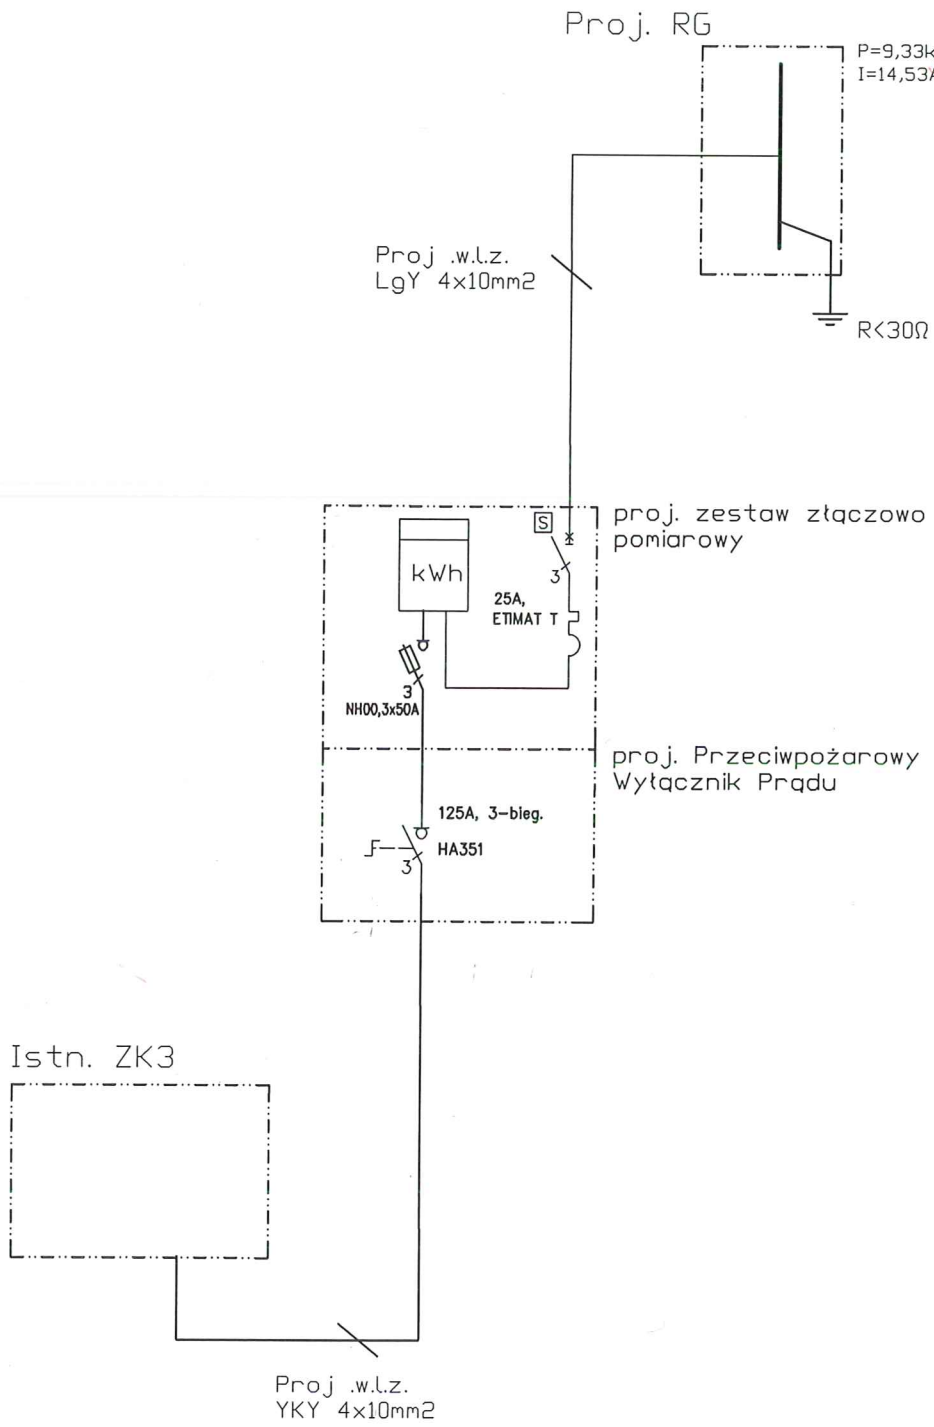 Proj. RG
P=9,33k
I=14,53A
Proj .w.l.z.
LgY 4x10mm2
R<30Ω
S
proj. zestaw złączowo
pomiarowy
kWh
3
25A,
ETIMAT T
3
NH00,3x50A
proj. Przeciwpożarowy
Wyłącznik Prądu
125A, 3-bieg.
HA351
3
Istn. ZK3
Proj .w.l.z.
YKY 4x10mm2